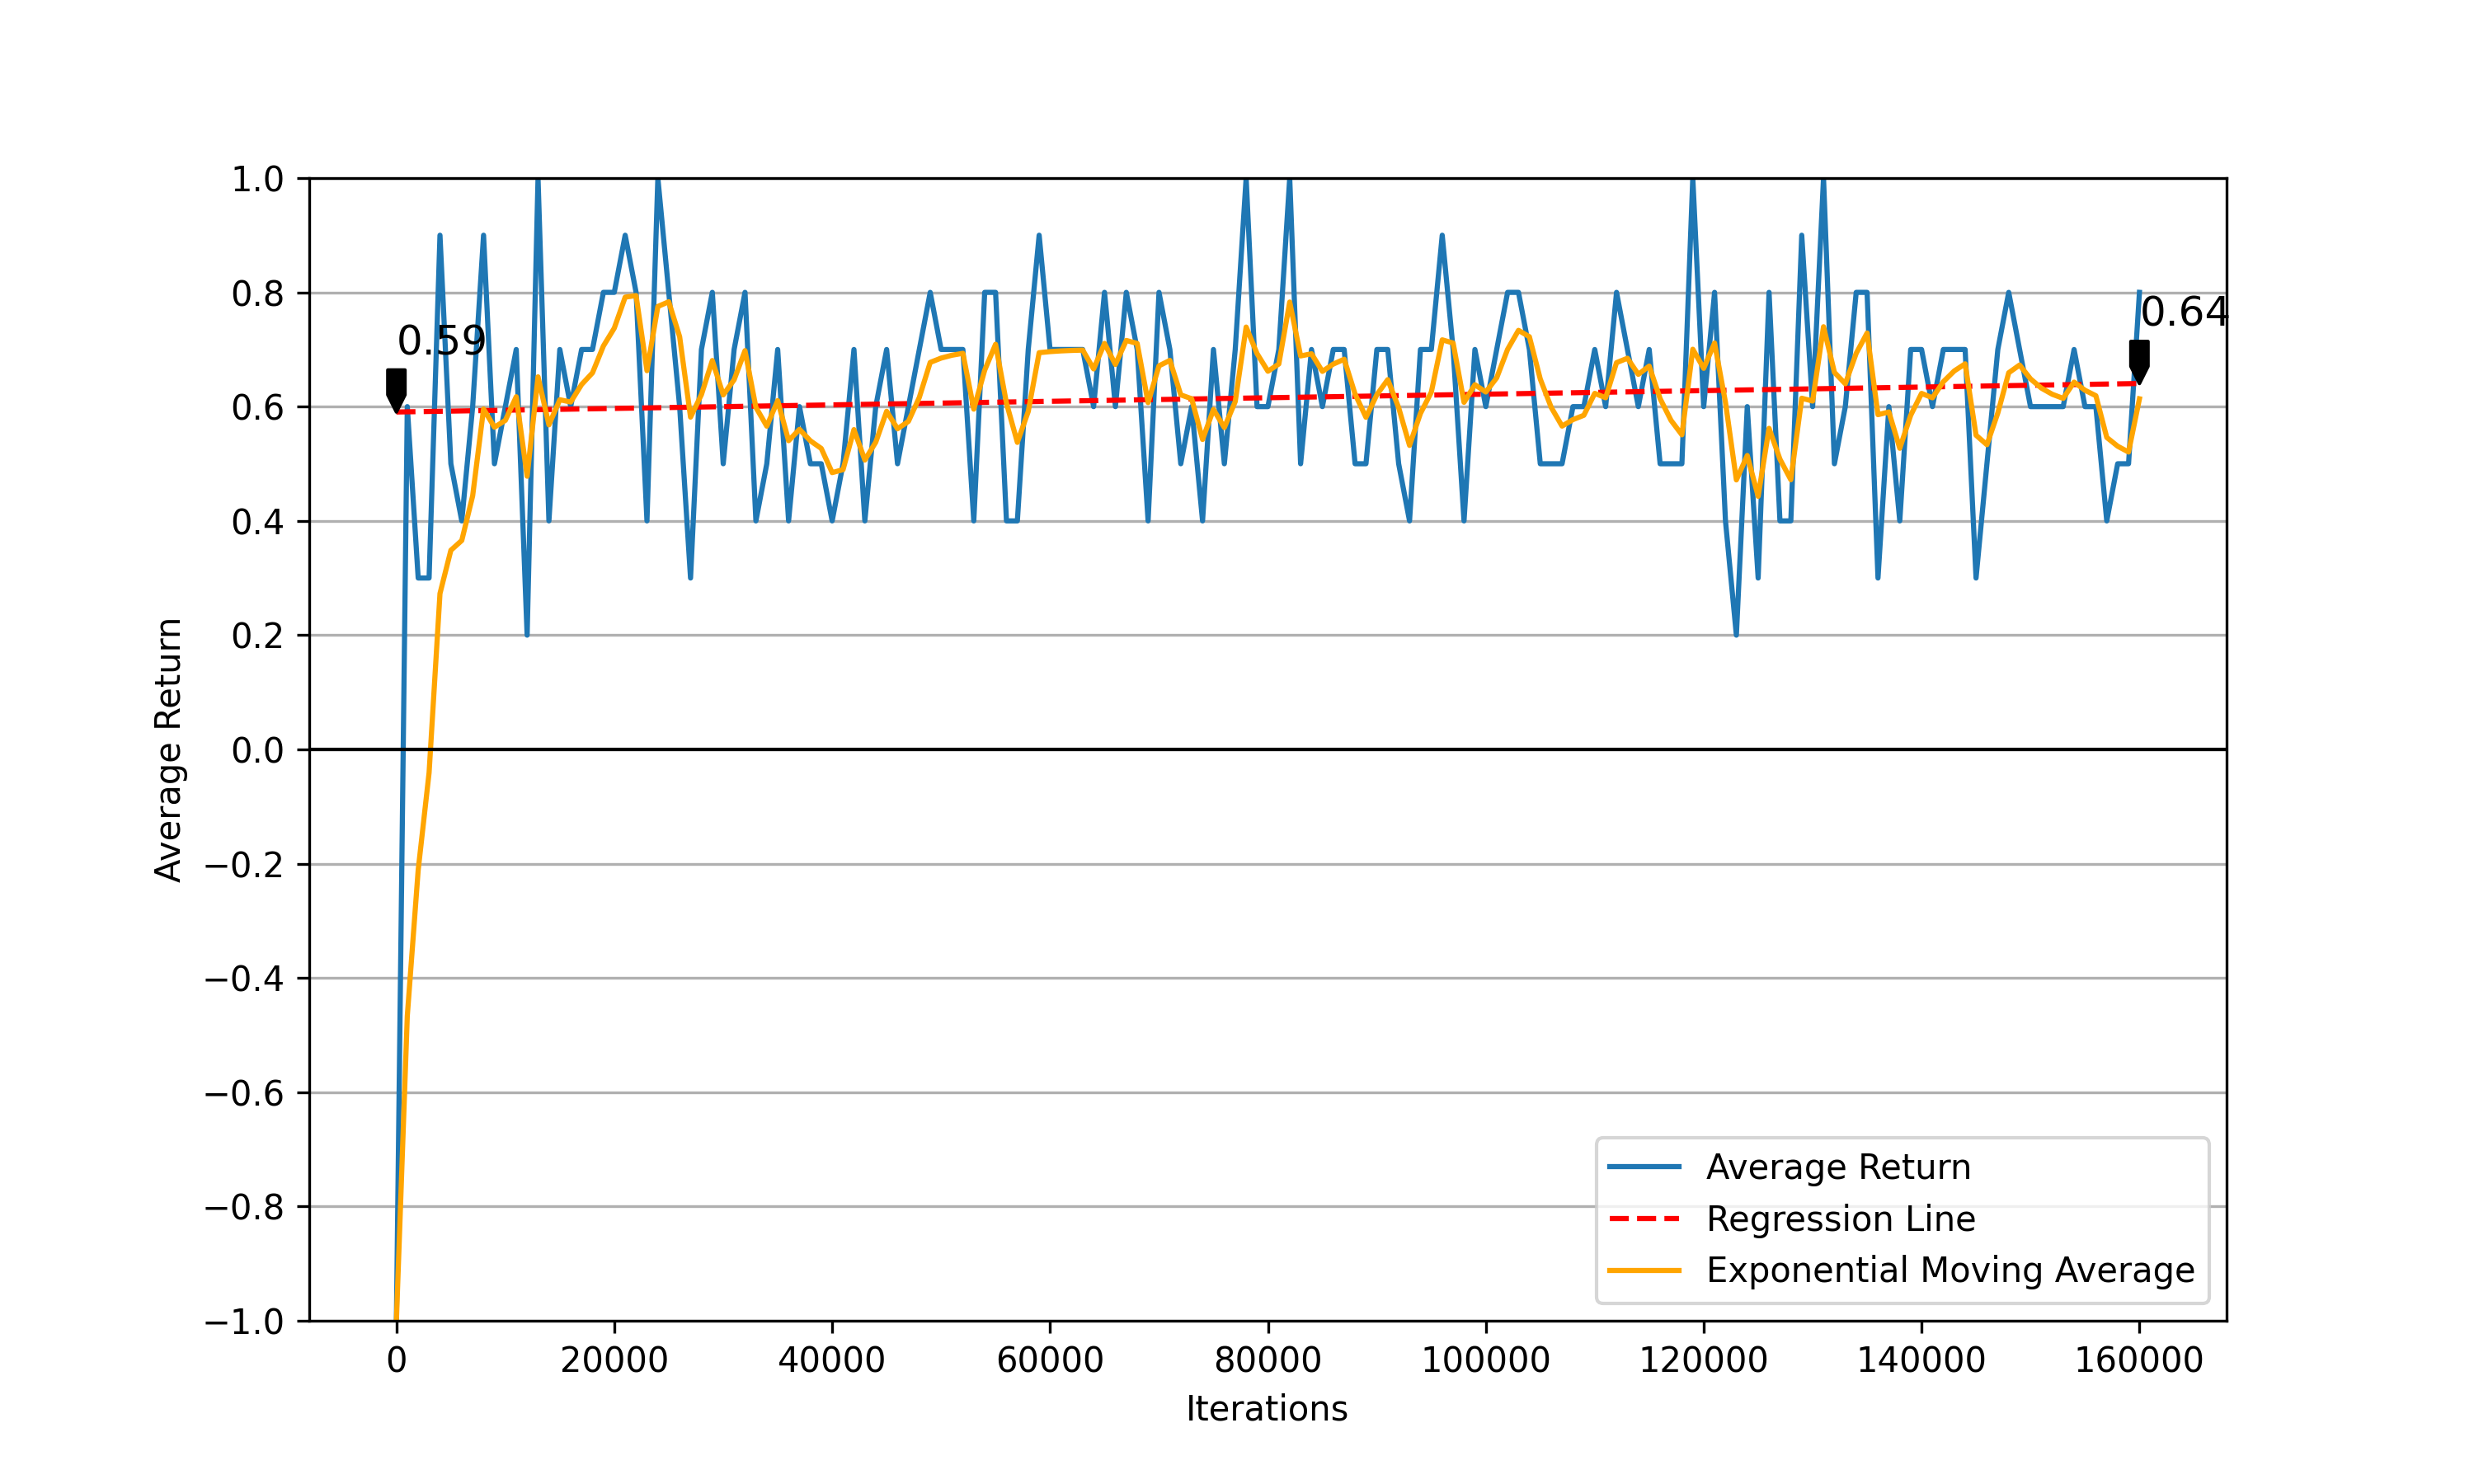 1.0
0.8
0.6
0.4
0.2
0.0
−0.2
−0.4
−0.6
−0.8
−1.0
Average Return
0.59
0.64
Average Return
Regression Line
Exponential Moving Average
0 20000 40000 60000 80000 100000 120000 140000 160000
Iterations